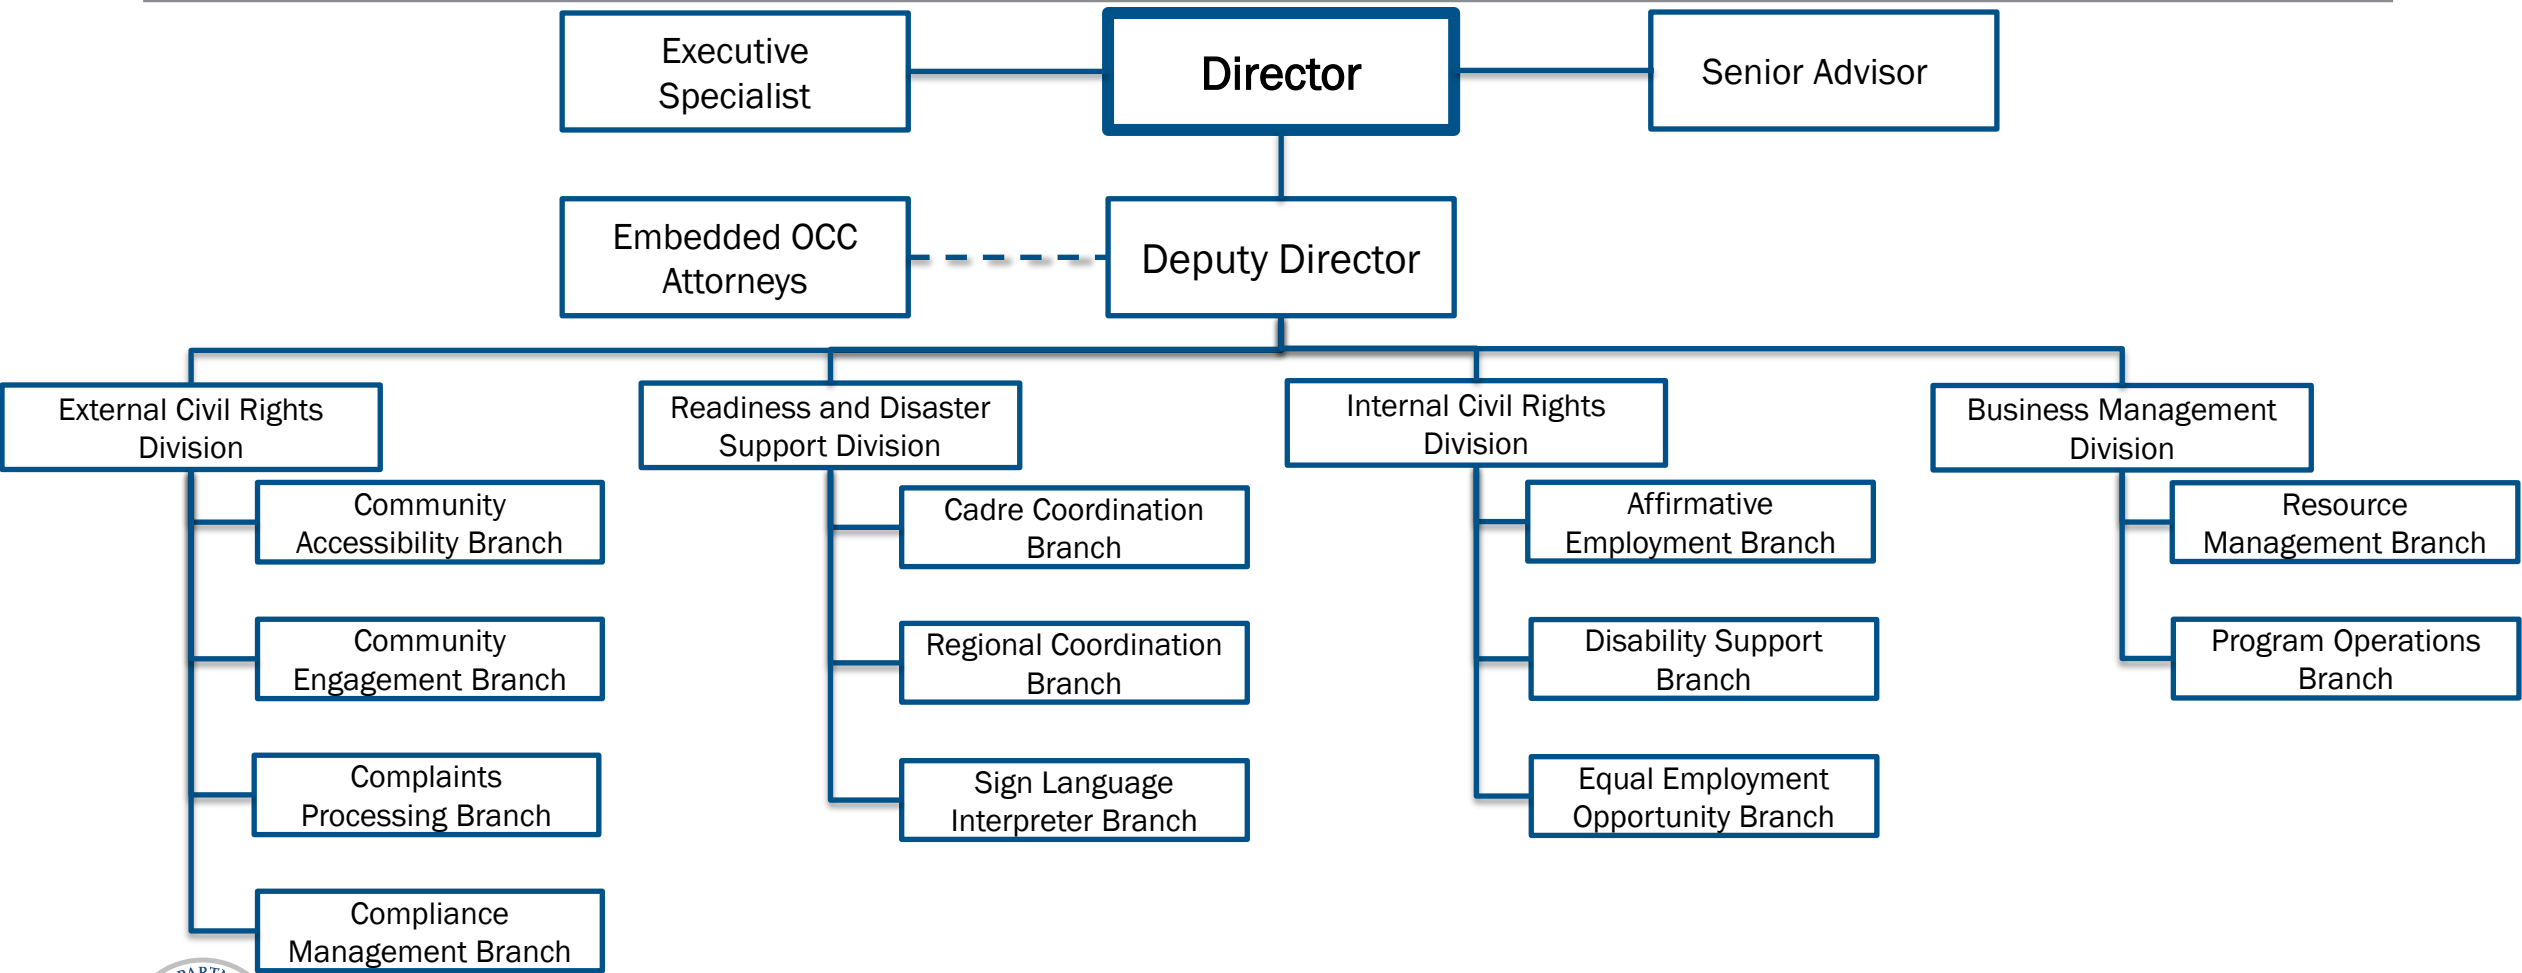 Executive
Specialist
Director
Senior Advisor
Embedded OCC
Attorneys
Deputy Director
External Civil Rights
Division
Community
Accessibility Branch
Community
Engagement Branch
Complaints
Processing Branch
Compliance
Management Branch
Readiness and Disaster
Support Division
Cadre Coordination
Branch
Regional Coordination
Branch
Sign Language
Interpreter Branch
Internal Civil Rights
Division
Affirmative
Employment Branch
Disability Support
Branch
Equal Employment
Opportunity Branch
Business Management
Division
Resource
Management Branch
Program Operations
Branch